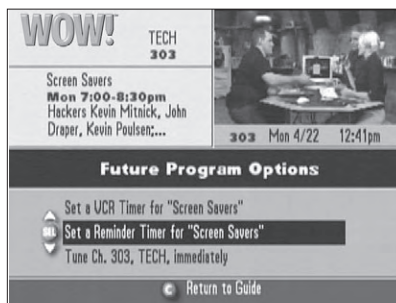 WOW!
TECH
303
Screen Savers
Mon 7:00-8:30pm
Hackers Kevin Mitnick, John
Draper, Kevin Poulsen;...
303 Mon 4/22 12:41pm
Future Program Options
Set a VCR Timer for "Screen Savers"
SEL
Set a Reminder Timer for "Screen Savers"
Tune Ch. 303, TECH, immediately
C Return to Guide